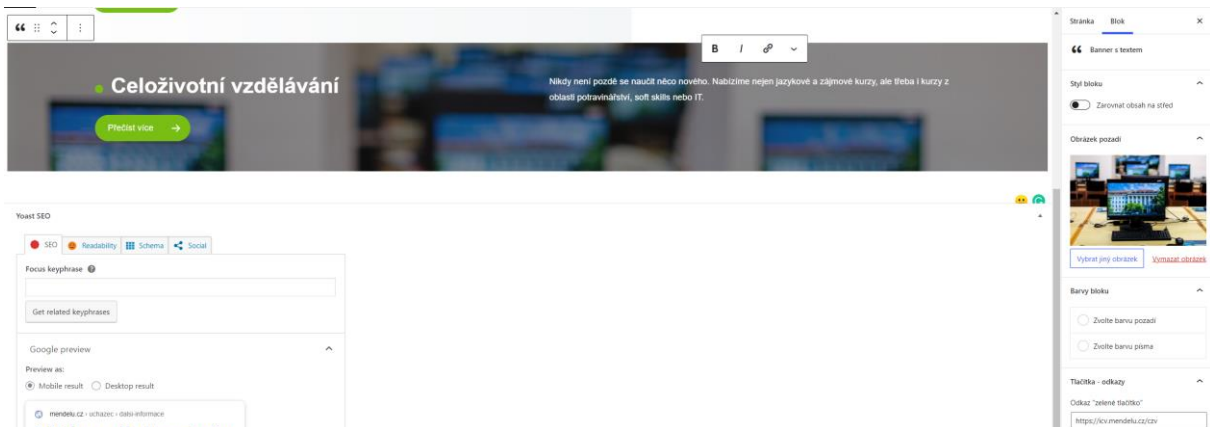 B I
Celoživotní vzdělávání
Nikdy není pozdě se naučit něco nového. Nabízíme nejen jazykové a zájmové kurzy, ale třeba i kurzy z
oblasti potravinářství, soft skills nebo IT.
Přečíst více
Yoast SEO
SEO
Readability
Schema
Social
Focus keyphrase
Get related keyphrases
Google preview
Preview as:
Mobile result
Desktop result
mendelu.cz › uchazec › dalsi-informace
Stránka
Blok
Banner s textem
Styl bloku
Zarovnat obsah na střed
Obrázek pozadí
Vybrat jiný obrázek
Vymazat obrázek
Barvy bloku
Zvolte barvu pozadí
Zvolte barvu písma
Tlačítka - odkazy
Odkaz "zelené tlačítko"
https://icv.mendelu.cz/czv